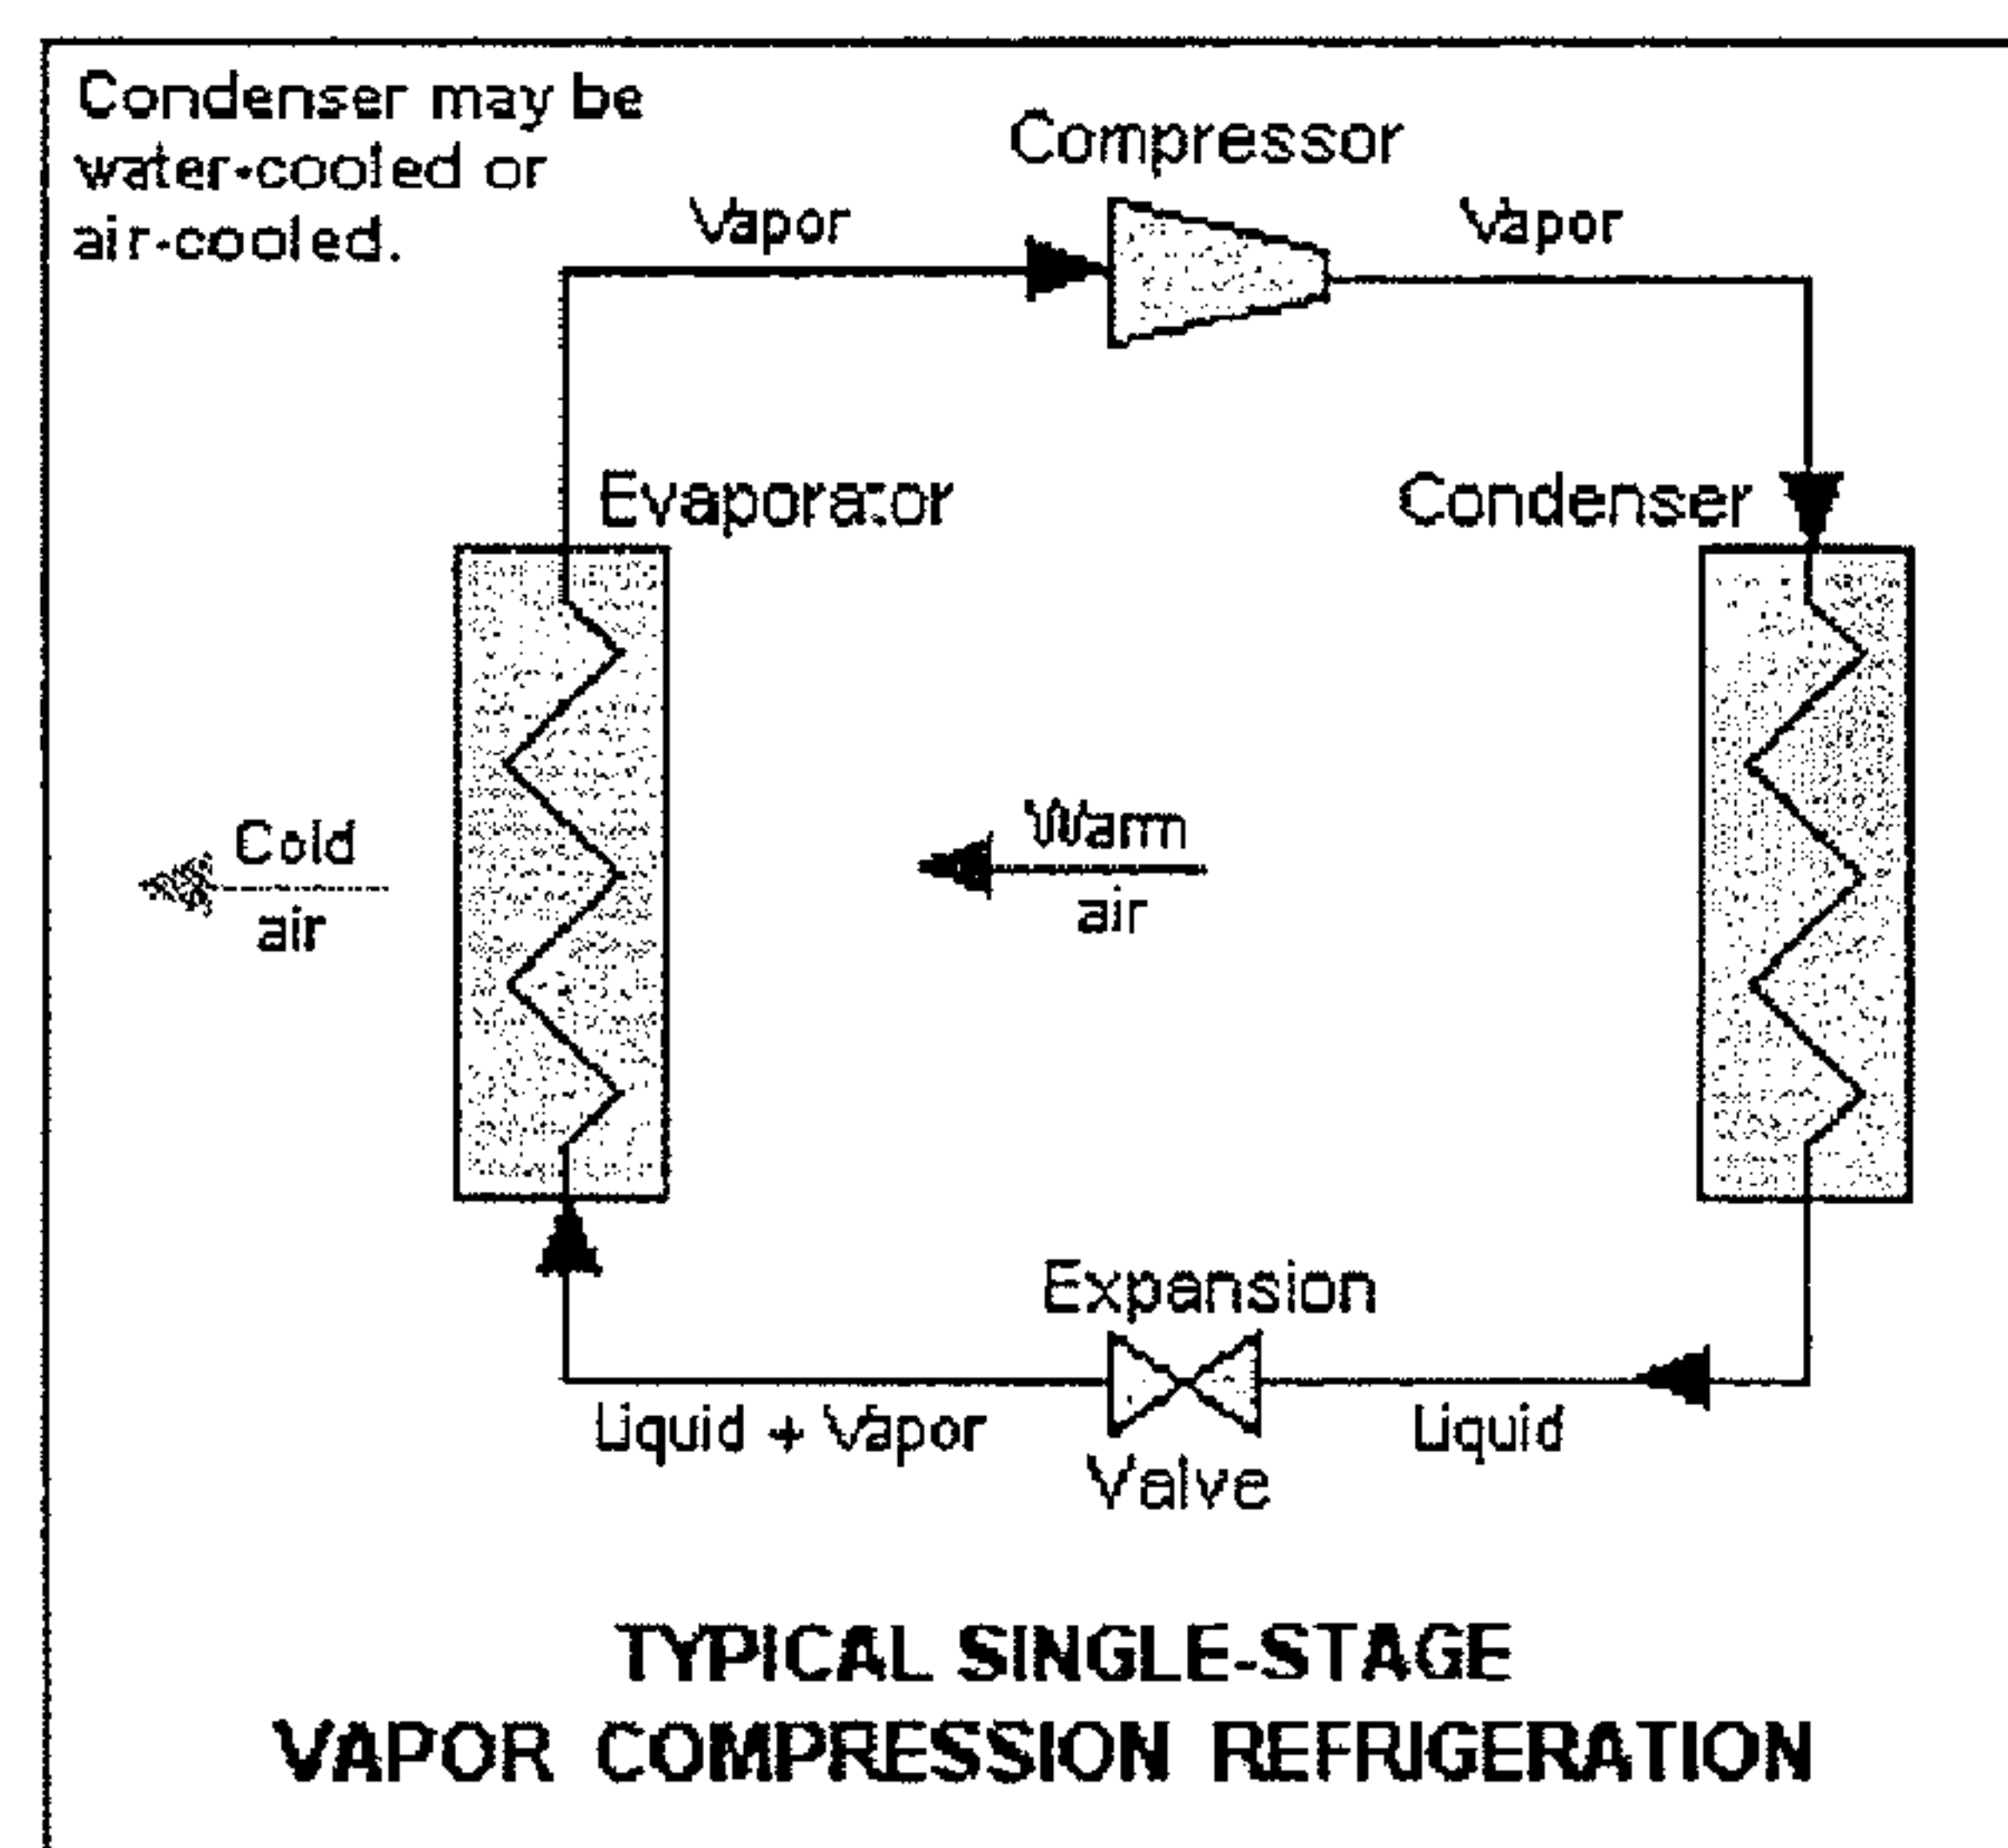 Condenser may be
water-cooled or
air-cooled.
Compressor
Vapor
Vapor
Evaporator
Condenser
Cold
air
Warm
air
Expansion
Valve
Liquid + Vapor
Liquid
TYPICAL SINGLE-STAGE
VAPOR COMPRESSION REFRIGERATION